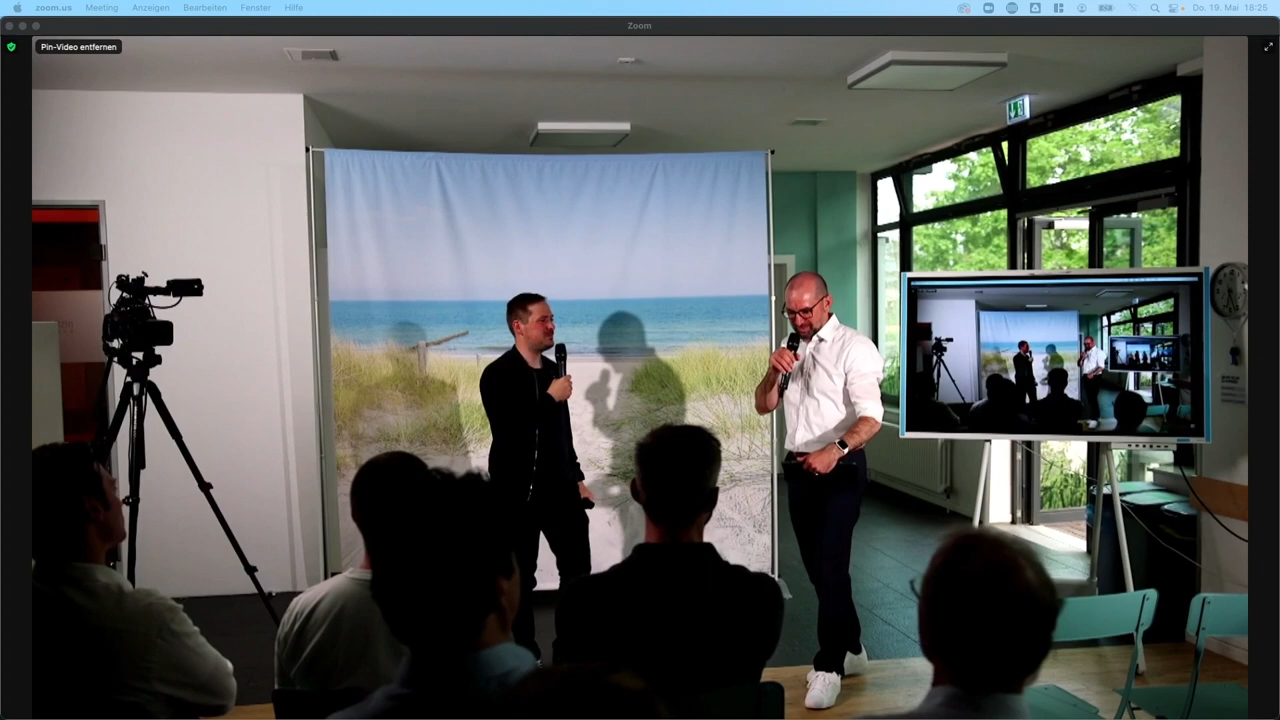 zoom.us Meeting Anzeigen Bearbeiten Fenster Hilfe Do. 19. Mai 18:25
Zoom
Pin-Video entfernen